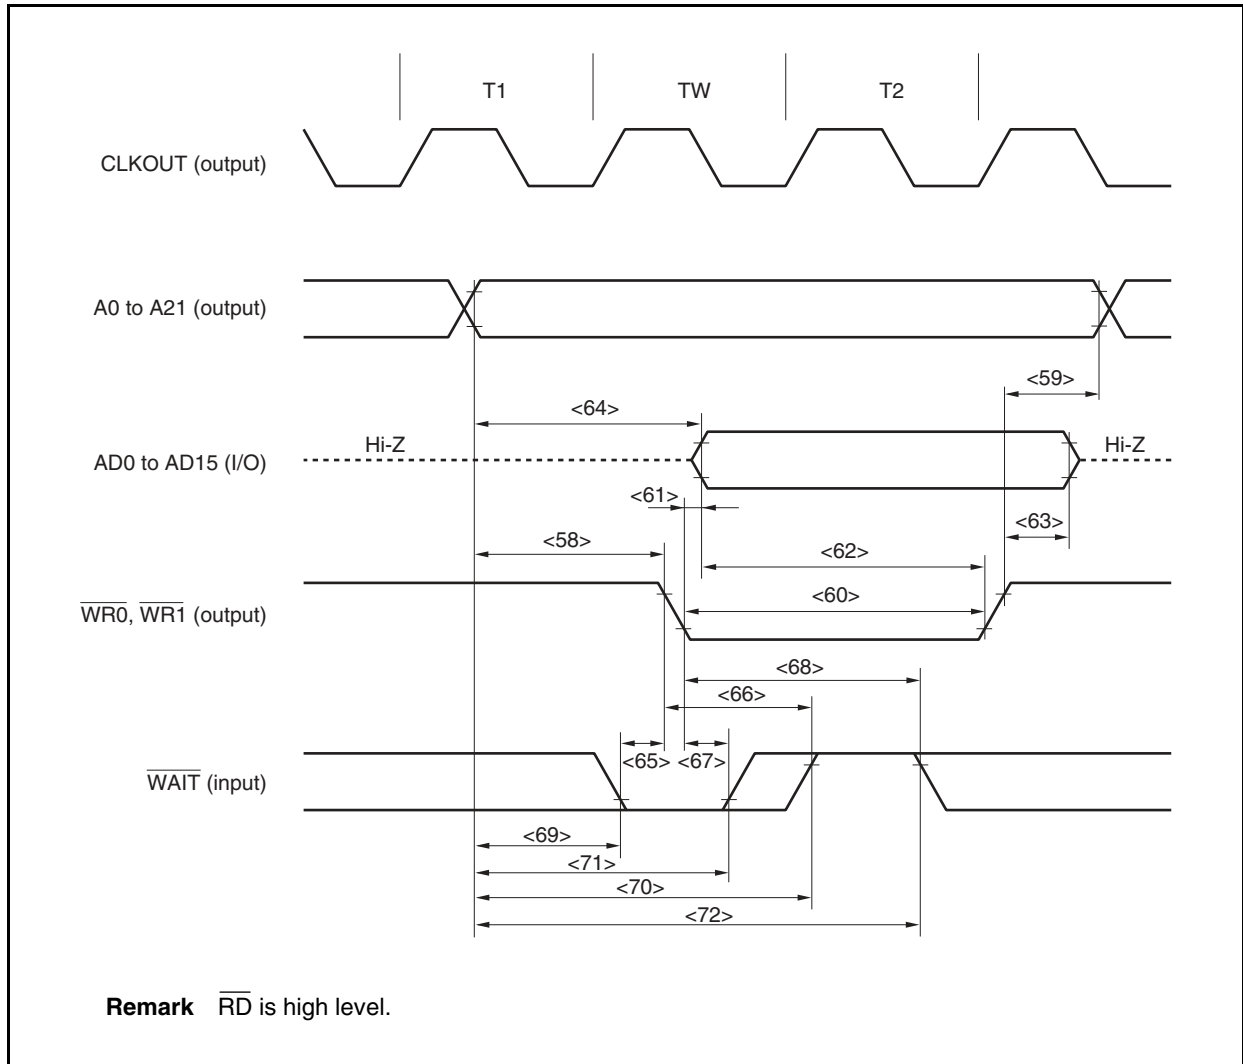 T1 TW T2
CLKOUT (output)
A0 to A21 (output)
<59>
<64>
Hi-Z Hi-Z
AD0 to AD15 (I/O)
<61>
<63>
<58>
<62>
<60>
WR0, WR1 (output)
<68>
<66>
<65> <67>
WAIT (input)
<69>
<71>
<70>
<72>
Remark RD is high level.